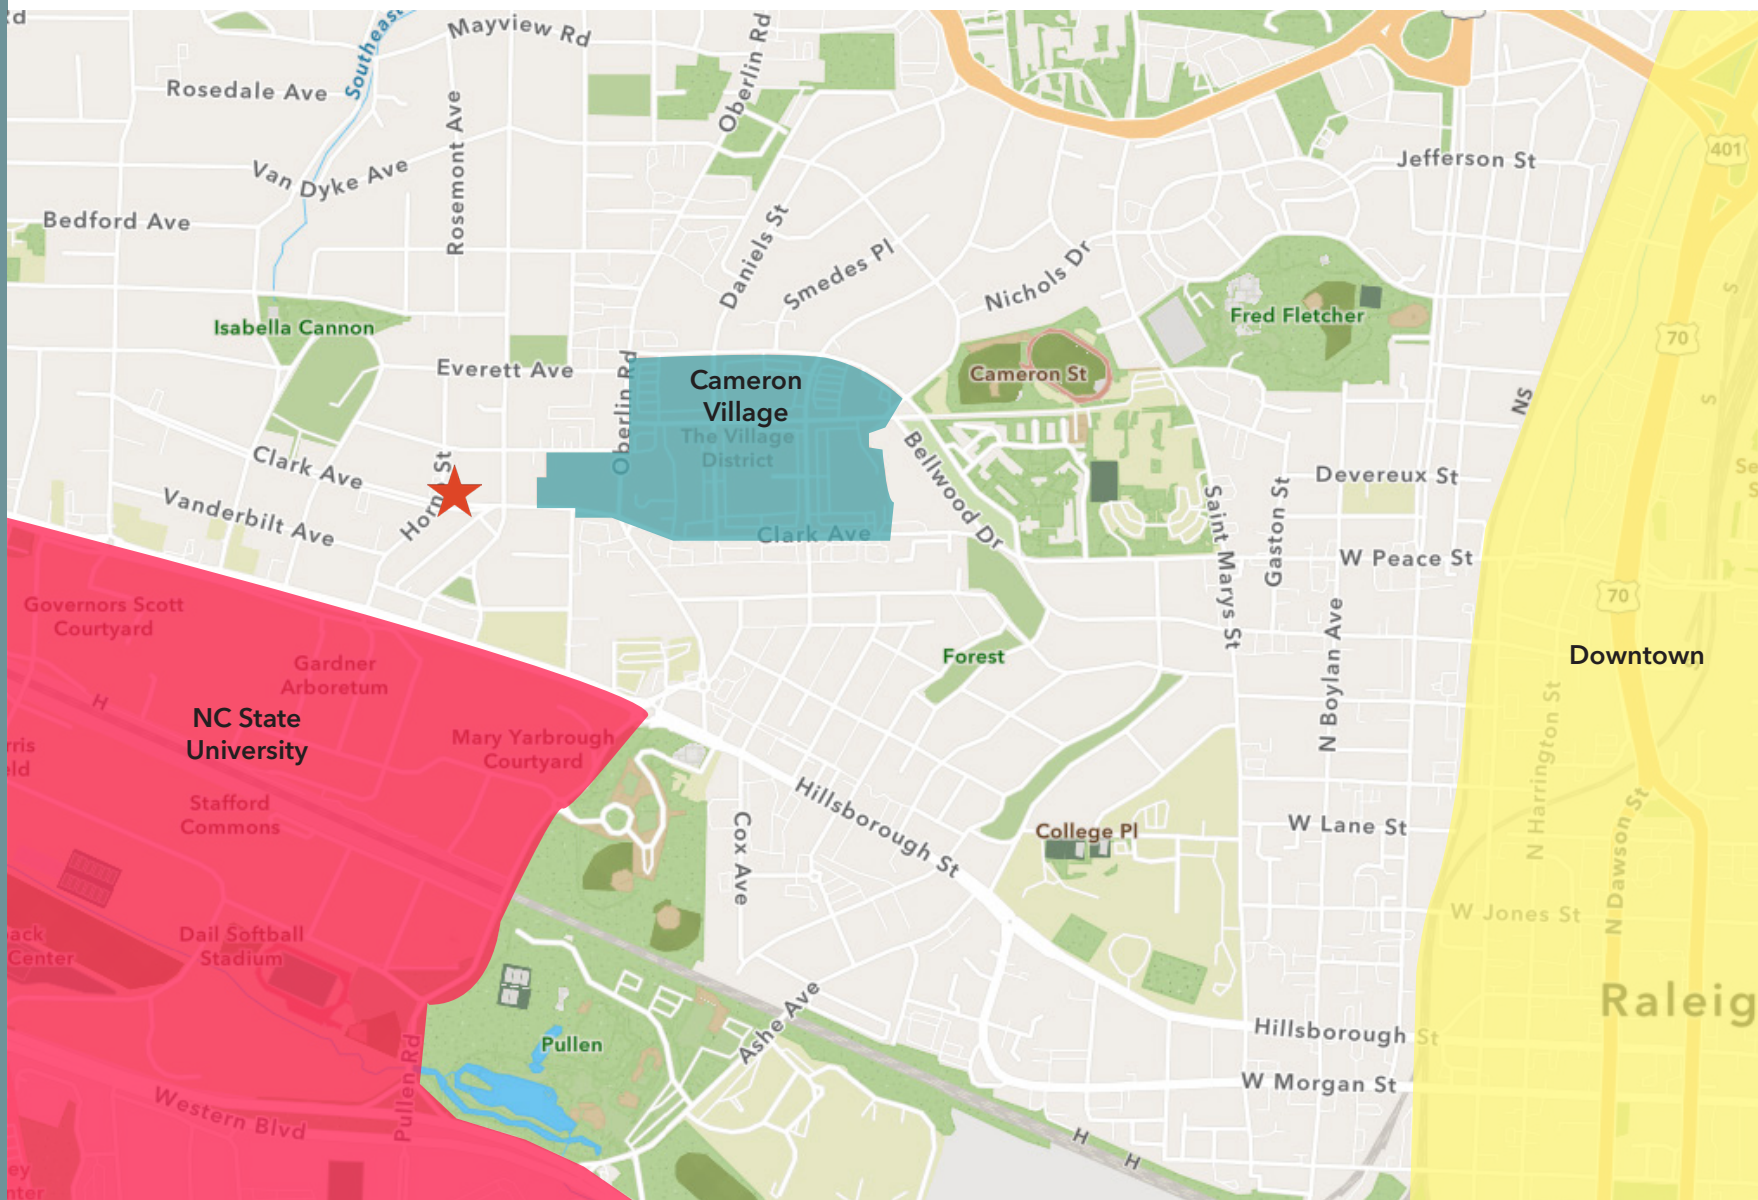 Rd
Southeast
Mayview Rd
Oberlin Rd
Rosedale Ave
Rosemont Ave
401
Jefferson St
Van Dyke Ave
Bedford Ave
Daniels St
Smedes Pl
Nichols Dr
S
Isabella Cannon
Fred Fletcher
70
Everett Ave
Oberlin Rd
Cameron
Village
Cameron St
NS
S
The Village
District
Clark Ave
Horn St
Bellwood Dr
Devereux St
Se
S
Vanderbilt Ave
Clark Ave
Saint Marys St
Gaston St
W Peace St
70
Governors Scott
Courtyard
Gardner
Arboretum
Forest
N Boylan Ave
Downtown
S
H
NC State
University
Mary Yarbrough
Courtyard
N Harrington St
Stafford
Commons
Hillsborough St
Cox Ave
College Pl
W Lane St
N Dawson St
W Jones St
Dail Softball
Stadium
Center
Raleig
Ashe Ave
Pullen
Hillsborough St
W Morgan St
Pullen Rd
Western Blvd
H
H